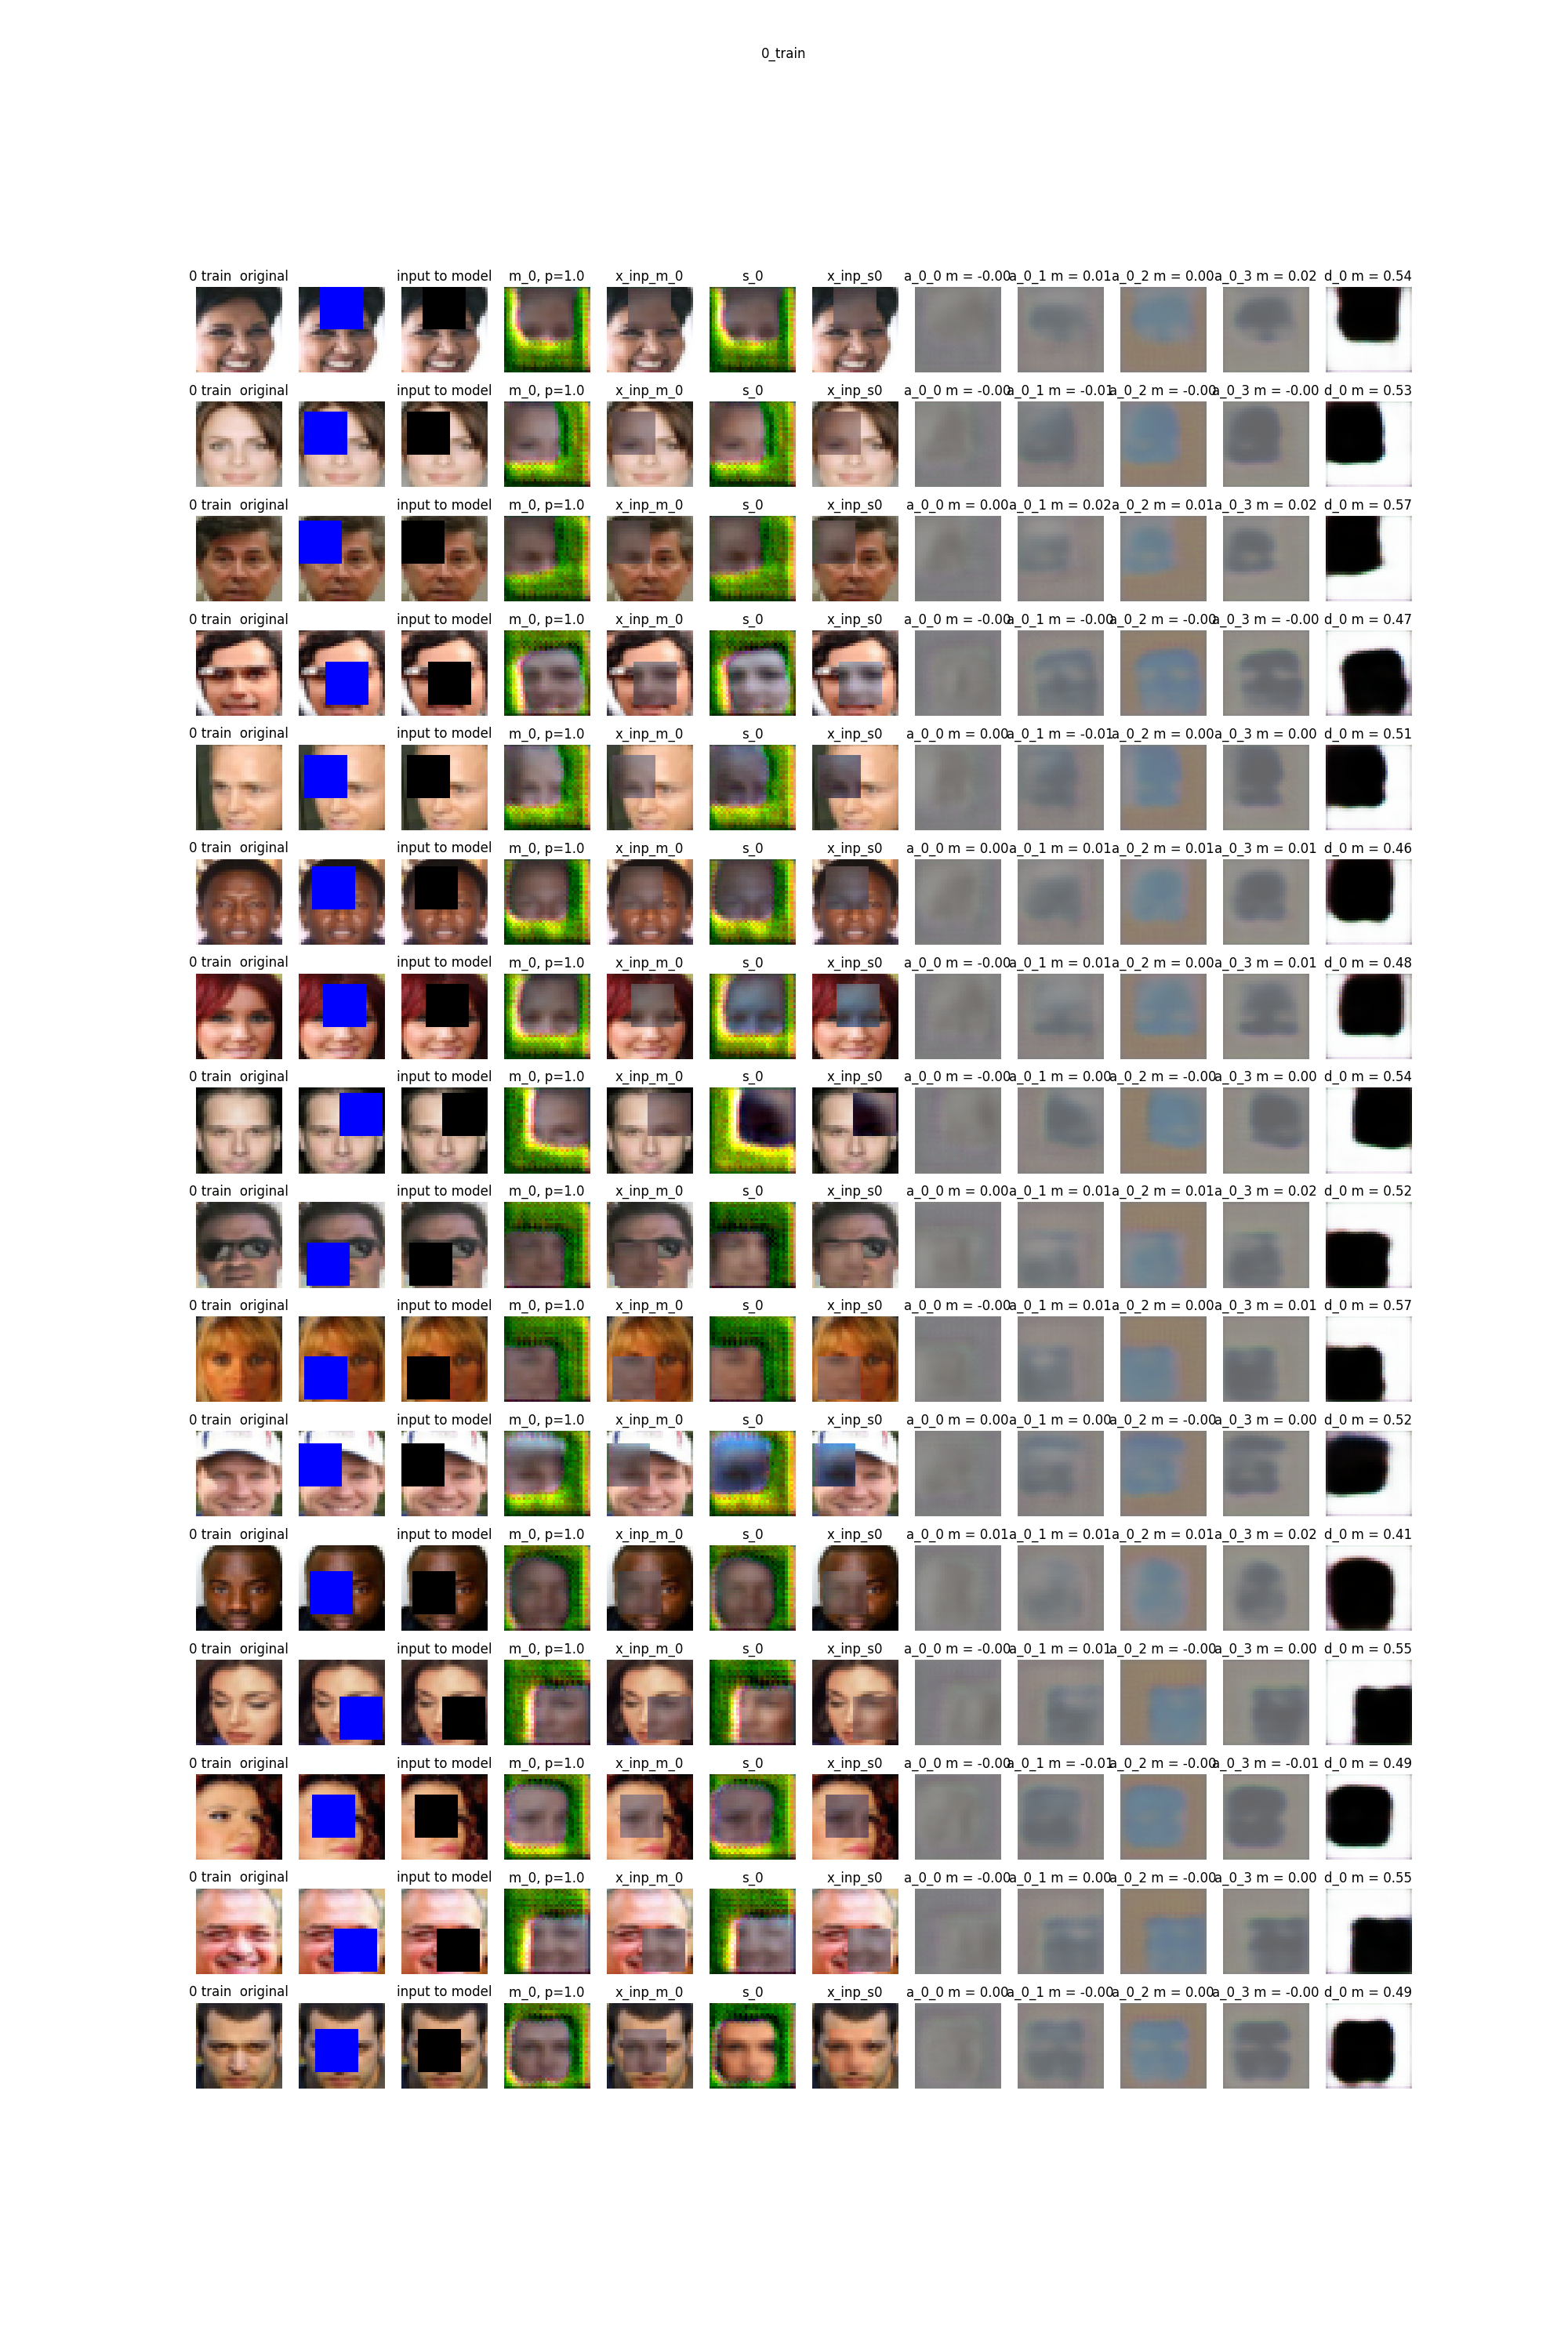 0_train
0 train  original input to model m_0, p=1.0 x_inp_m_0 s_0 x_inp_s0 a_0_0 m = -0.00 a_0_1 m = 0.01 a_0_2 m = 0.00 a_0_3 m = 0.02 d_0 m = 0.54
0 train  original input to model m_0, p=1.0 x_inp_m_0 s_0 x_inp_s0 a_0_0 m = -0.00 a_0_1 m = -0.01 a_0_2 m = -0.00 a_0_3 m = -0.00 d_0 m = 0.53
0 train  original input to model m_0, p=1.0 x_inp_m_0 s_0 x_inp_s0 a_0_0 m = 0.00 a_0_1 m = 0.02 a_0_2 m = 0.01 a_0_3 m = 0.02 d_0 m = 0.57
0 train  original input to model m_0, p=1.0 x_inp_m_0 s_0 x_inp_s0 a_0_0 m = -0.00 a_0_1 m = -0.00 a_0_2 m = -0.00 a_0_3 m = -0.00 d_0 m = 0.47
0 train  original input to model m_0, p=1.0 x_inp_m_0 s_0 x_inp_s0 a_0_0 m = 0.00 a_0_1 m = -0.01 a_0_2 m = 0.00 a_0_3 m = 0.00 d_0 m = 0.51
0 train  original input to model m_0, p=1.0 x_inp_m_0 s_0 x_inp_s0 a_0_0 m = 0.00 a_0_1 m = 0.01 a_0_2 m = 0.01 a_0_3 m = 0.01 d_0 m = 0.46
0 train  original input to model m_0, p=1.0 x_inp_m_0 s_0 x_inp_s0 a_0_0 m = -0.00 a_0_1 m = 0.01 a_0_2 m = 0.00 a_0_3 m = 0.01 d_0 m = 0.48
0 train  original input to model m_0, p=1.0 x_inp_m_0 s_0 x_inp_s0 a_0_0 m = -0.00 a_0_1 m = 0.00 a_0_2 m = -0.00 a_0_3 m = 0.00 d_0 m = 0.54
0 train  original input to model m_0, p=1.0 x_inp_m_0 s_0 x_inp_s0 a_0_0 m = 0.00 a_0_1 m = 0.01 a_0_2 m = 0.01 a_0_3 m = 0.02 d_0 m = 0.52
0 train  original input to model m_0, p=1.0 x_inp_m_0 s_0 x_inp_s0 a_0_0 m = -0.00 a_0_1 m = 0.01 a_0_2 m = 0.00 a_0_3 m = 0.01 d_0 m = 0.57
0 train  original input to model m_0, p=1.0 x_inp_m_0 s_0 x_inp_s0 a_0_0 m = 0.00 a_0_1 m = 0.00 a_0_2 m = -0.00 a_0_3 m = 0.00 d_0 m = 0.52
0 train  original input to model m_0, p=1.0 x_inp_m_0 s_0 x_inp_s0 a_0_0 m = 0.01 a_0_1 m = 0.01 a_0_2 m = 0.01 a_0_3 m = 0.02 d_0 m = 0.41
0 train  original input to model m_0, p=1.0 x_inp_m_0 s_0 x_inp_s0 a_0_0 m = -0.00 a_0_1 m = 0.01 a_0_2 m = -0.00 a_0_3 m = 0.00 d_0 m = 0.55
0 train  original input to model m_0, p=1.0 x_inp_m_0 s_0 x_inp_s0 a_0_0 m = -0.00 a_0_1 m = -0.01 a_0_2 m = -0.00 a_0_3 m = -0.01 d_0 m = 0.49
0 train  original input to model m_0, p=1.0 x_inp_m_0 s_0 x_inp_s0 a_0_0 m = -0.00 a_0_1 m = 0.00 a_0_2 m = -0.00 a_0_3 m = 0.00 d_0 m = 0.55
0 train  original input to model m_0, p=1.0 x_inp_m_0 s_0 x_inp_s0 a_0_0 m = 0.00 a_0_1 m = -0.00 a_0_2 m = 0.00 a_0_3 m = -0.00 d_0 m = 0.49